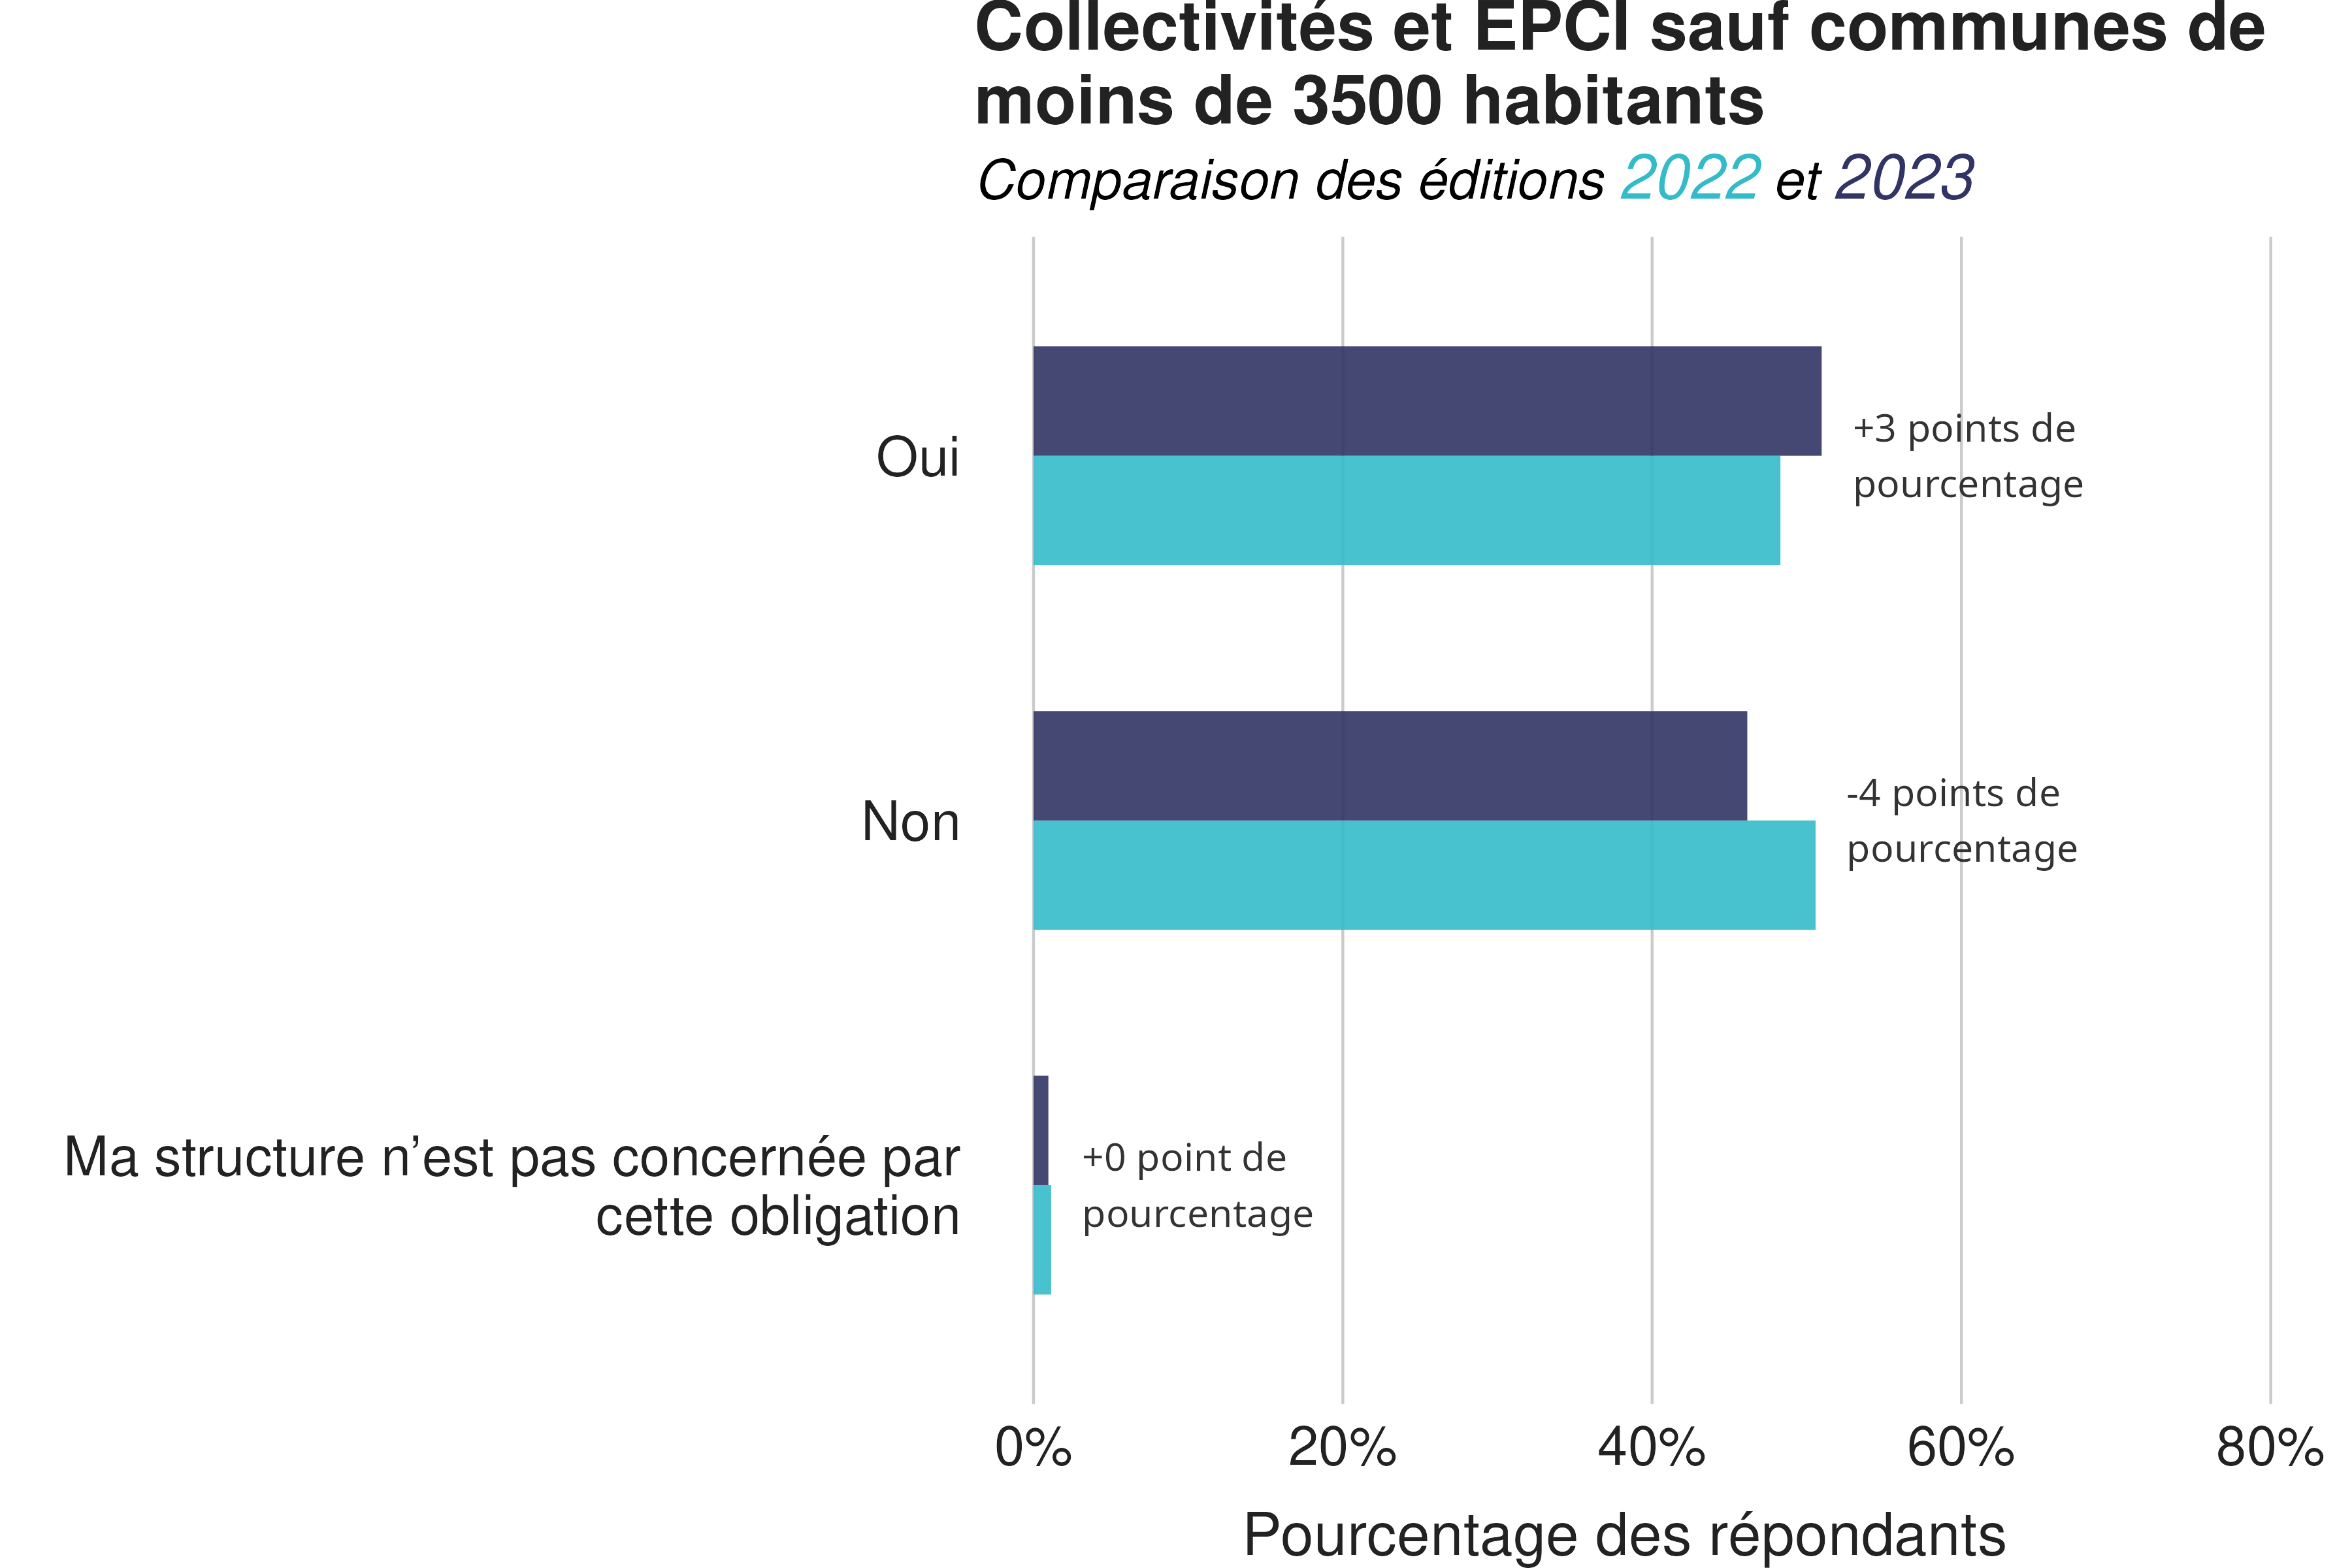 Collectivités et EPCI sauf communes de
moins de 3500 habitants
Comparaison des éditions 2022 et 2023
Oui
+3 points de
pourcentage
Non
-4 points de
pourcentage
Ma structure n’est pas concernée par
cette obligation
+0 point de
pourcentage
0% 20% 40% 60% 80%
Pourcentage des répondants